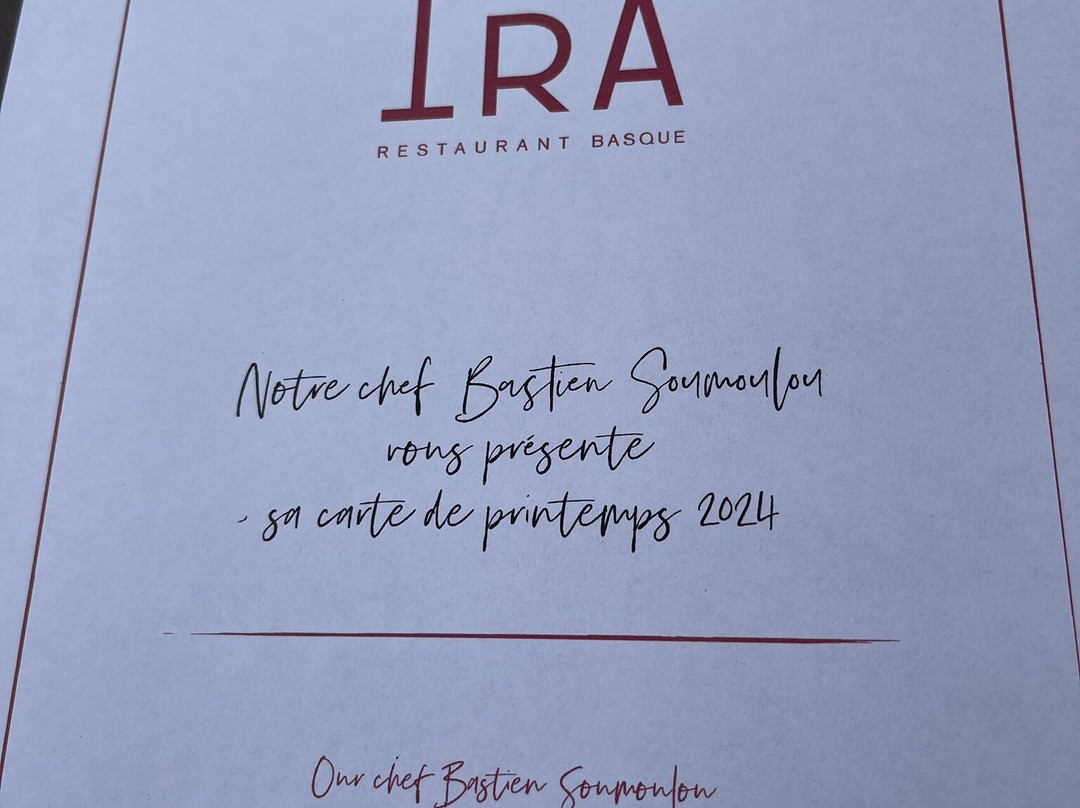 IRA
RESTAURANT BASQUE
Notre chef Bastien Soumoulou
vous présente
sa carte de printemps 2024
Our chef Bastien Soumoulou